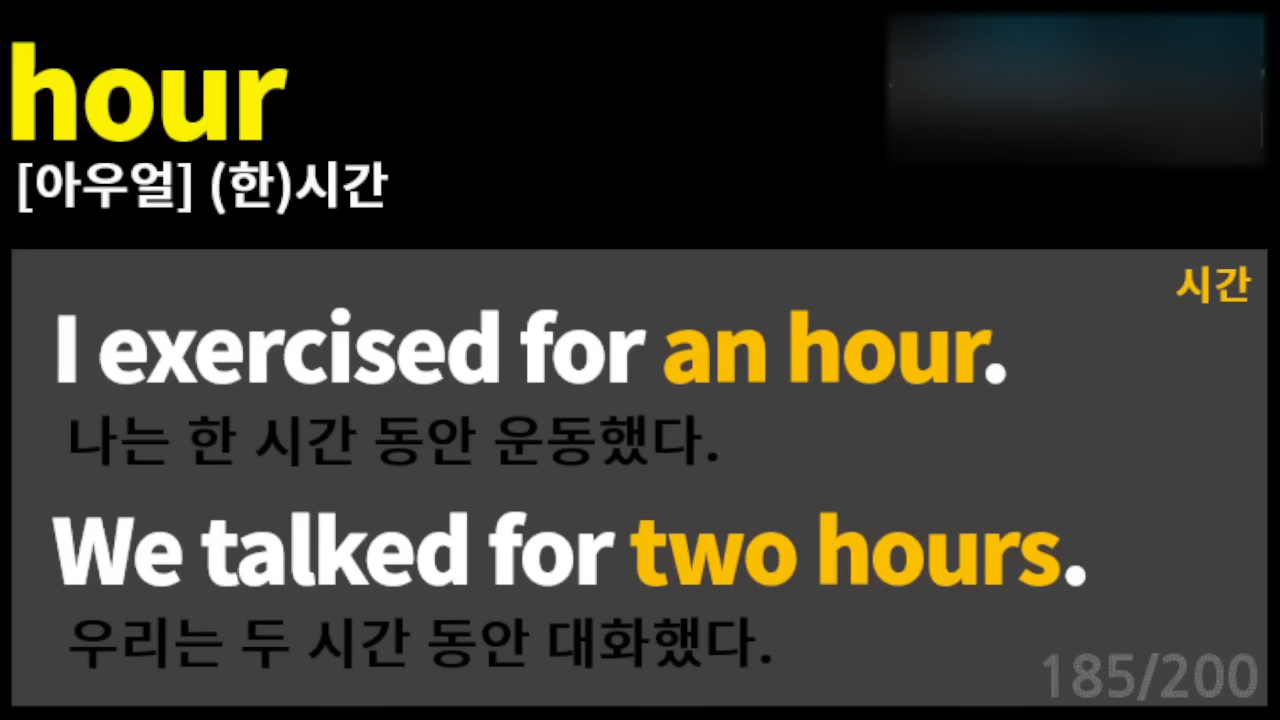 hour
[아우얼] (한)시간
시간
I exercised for an hour.
나는 한 시간 동안 운동했다.
We talked for two hours.
우리는 두 시간 동안 대화했다.
185/200